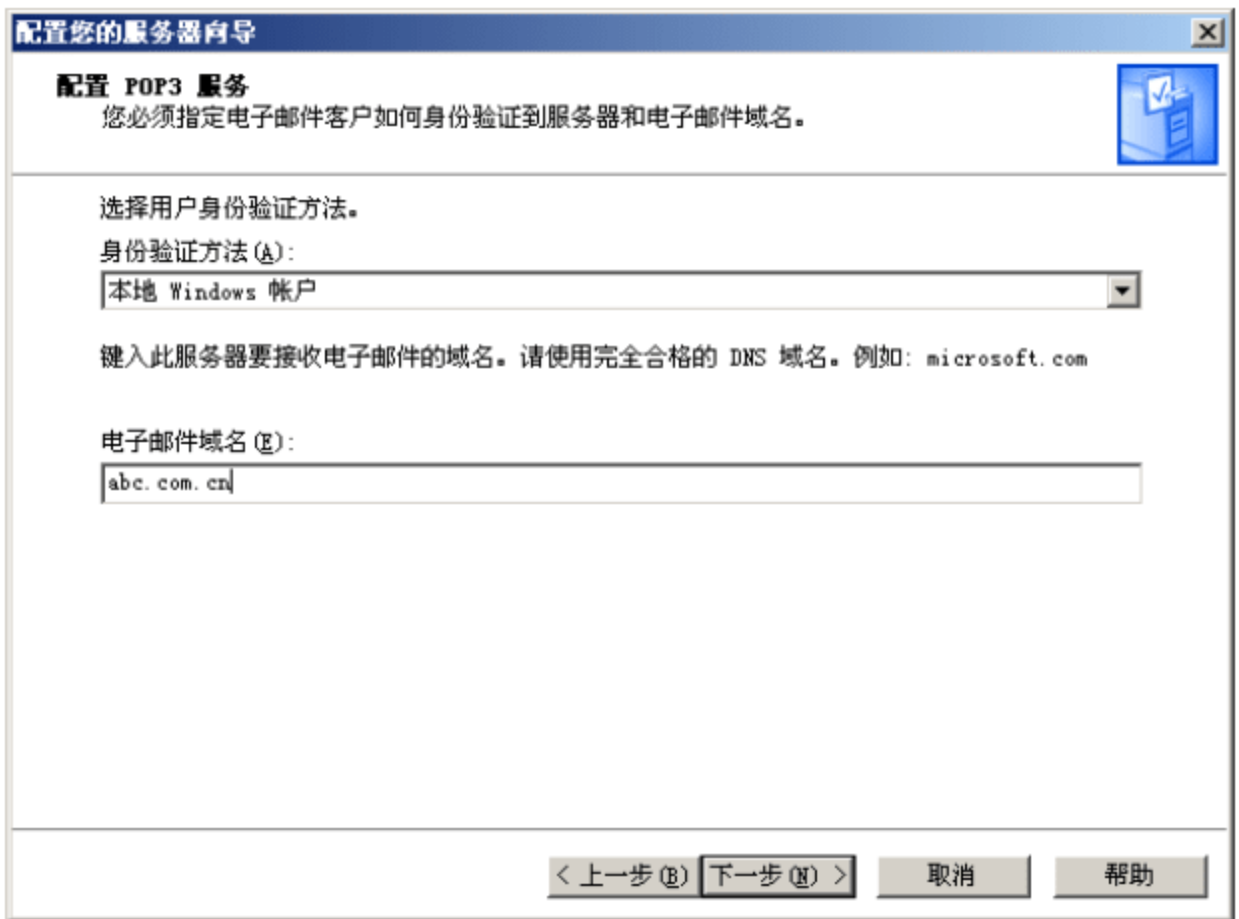 配置您的服务器向导
配置 POP3 服务
您必须指定电子邮件客户如何身份验证到服务器和电子邮件域名。
选择用户身份验证方法。
身份验证方法(A):
本地 Windows 帐户
键入此服务器要接收电子邮件的域名。请使用完全合格的 DNS 域名。例如: microsoft.com
电子邮件域名(E):
abc.com.cn
< 上一步(B) 下一步(N) > 取消 帮助